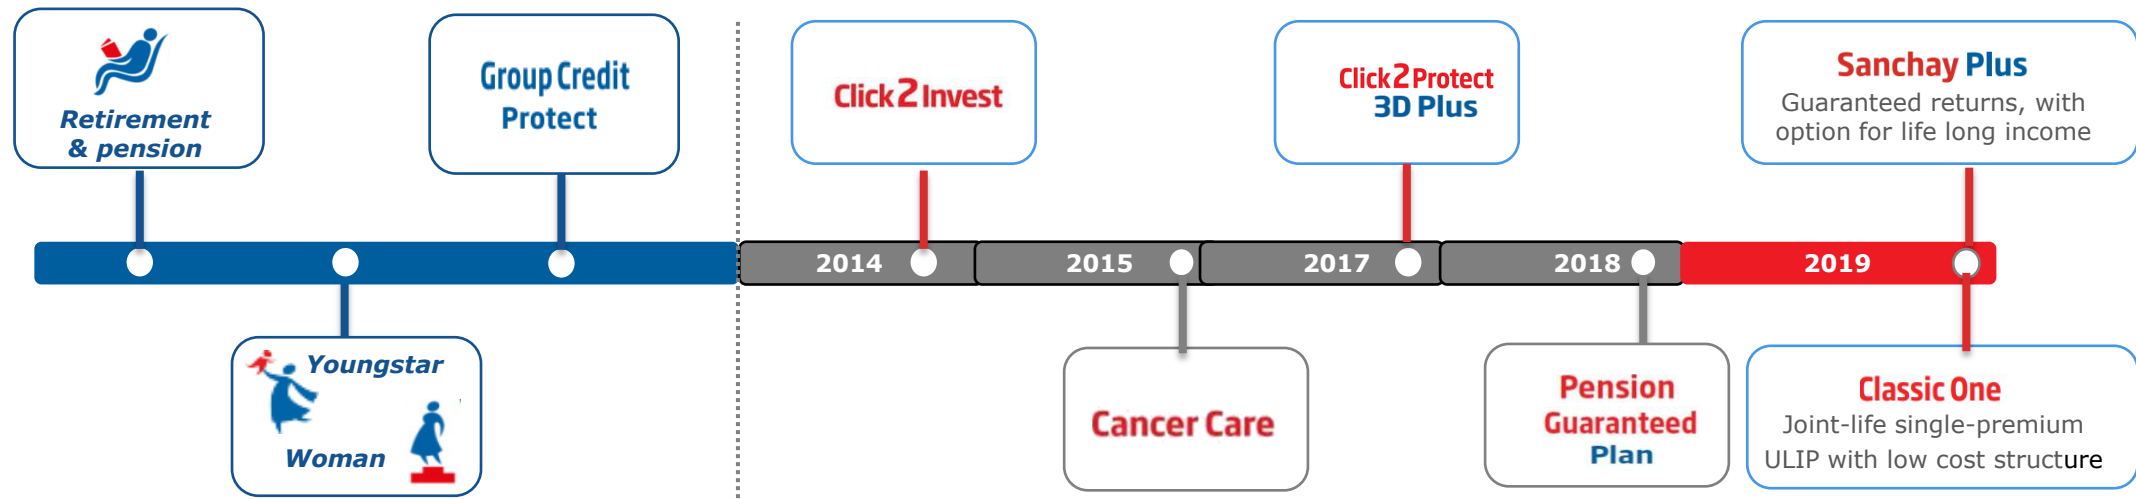 Retirement
& pension
Group Credit
Protect
Click2Invest
Click2Protect
3D Plus
Sanchay Plus
Guaranteed returns, with
option for life long income
2014
2015
2017
2018
2019
Youngstar
Woman
Cancer Care
Pension
Guaranteed
Plan
Classic One
Joint-life single-premium
ULIP with low cost structure